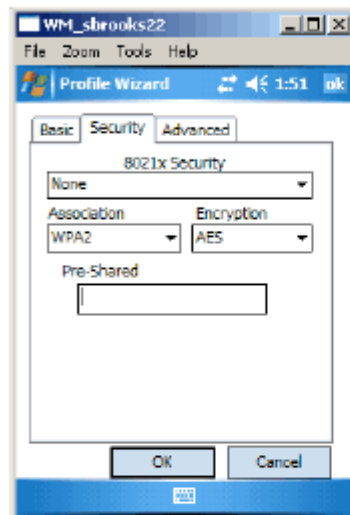 WM_sbrooks22
File Zoom Tools Help
Profile Wizard 1:51 ok
Basic Security Advanced
8021x Security
None
Association Encryption
WPA2 AES
Pre-Shared
OK Cancel